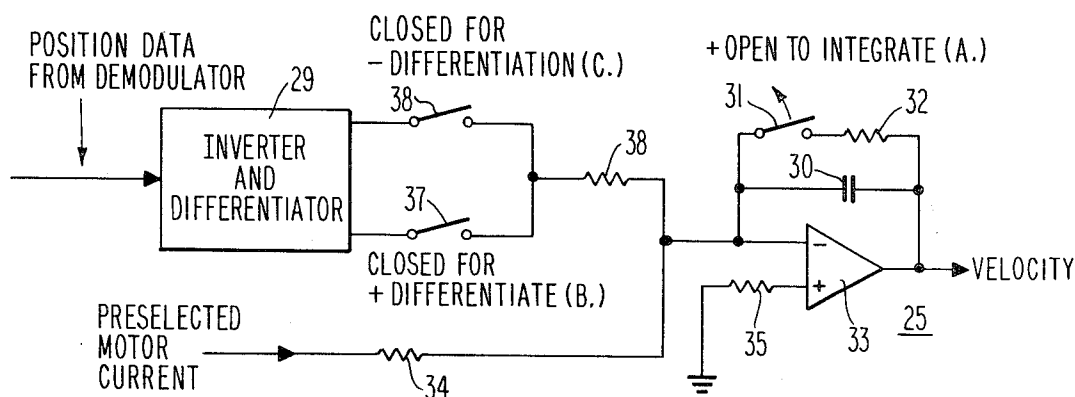 POSITION DATA
FROM DEMODULATOR
29
INVERTER
AND
DIFFERENTIATOR
CLOSED FOR
– DIFFERENTIATION (C.)
38
37
CLOSED FOR
+ DIFFERENTIATE (B.)
38
PRESELECTED
MOTOR
CURRENT
34
+ OPEN TO INTEGRATE (A.)
31
32
30
–
+
33
35
25
VELOCITY